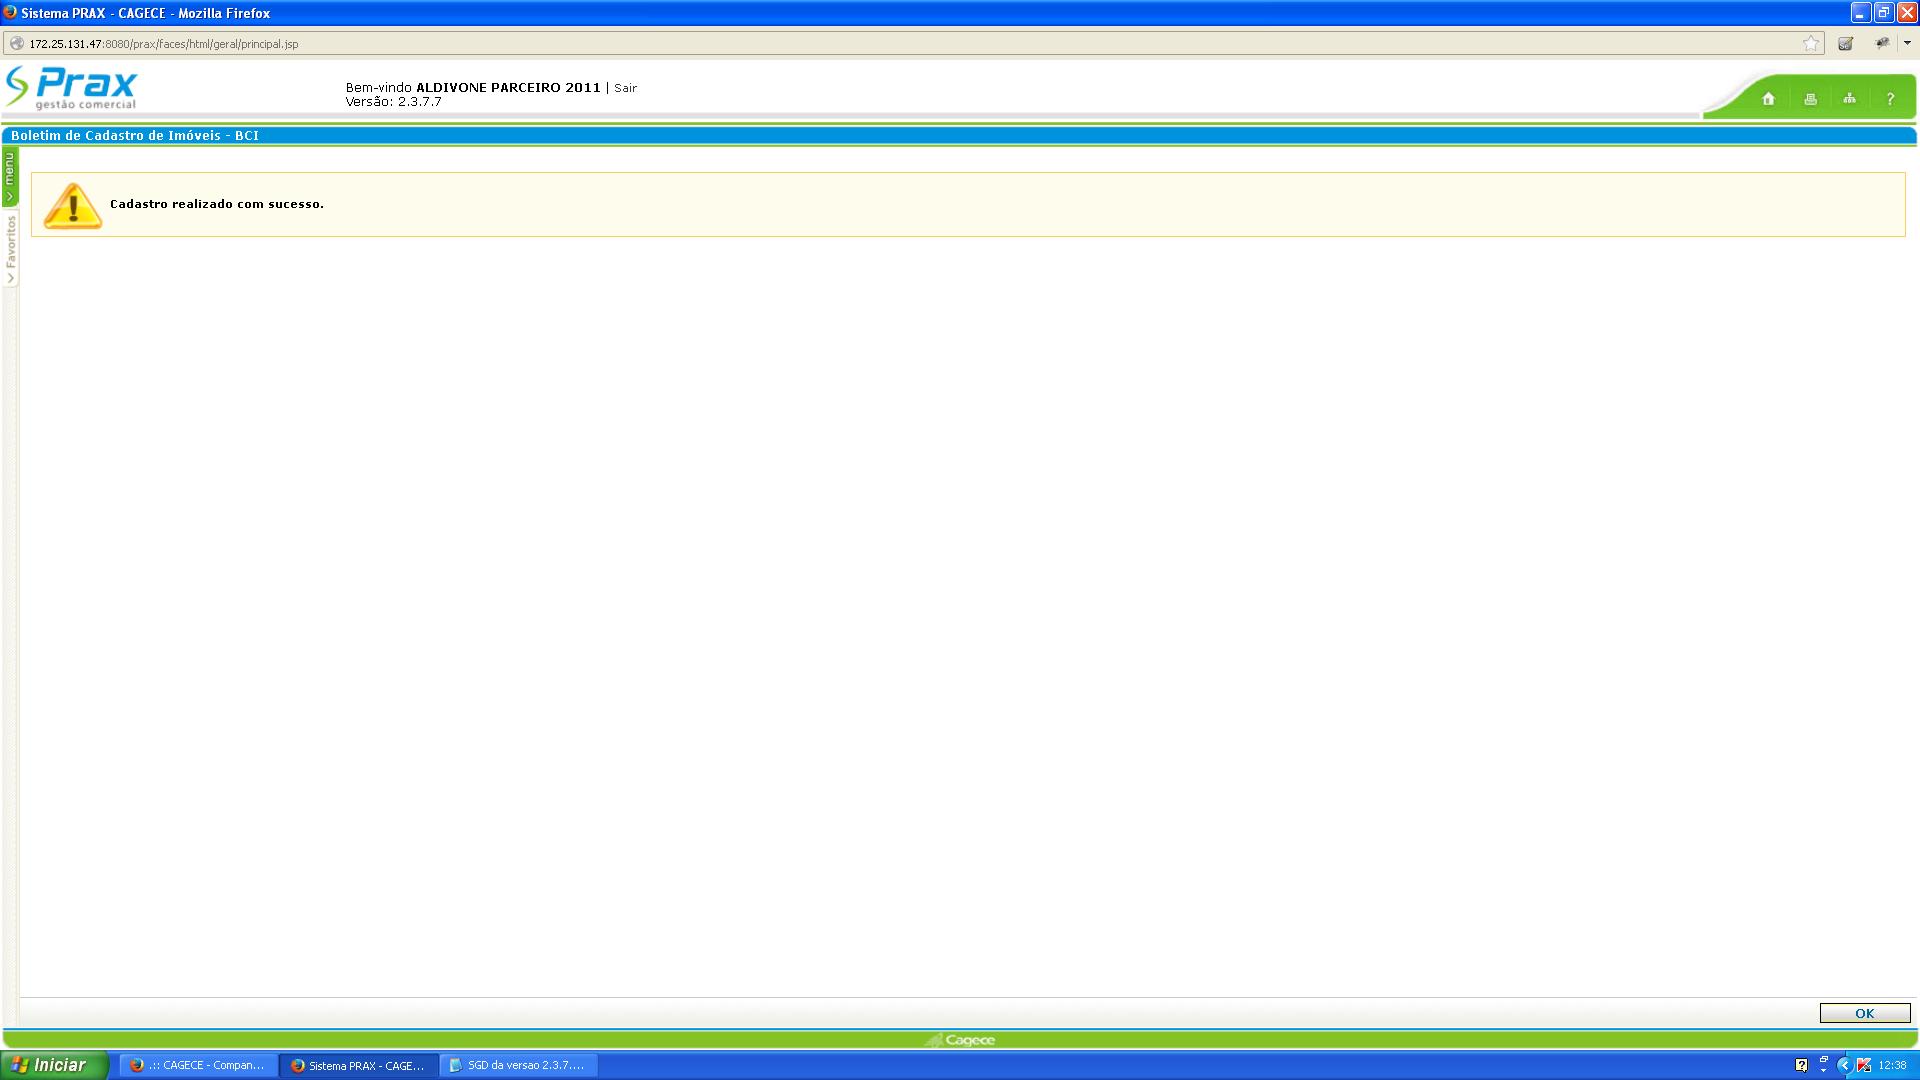 Sistema PRAX - CAGECE - Mozilla Firefox
172.25.131.47:8080/prax/faces/html/geral/principal.jsp
Prax
gestão comercial
Bem-vindo ALDIVONE PARCEIRO 2011 | Sair
Versão: 2.3.7.7
?
Boletim de Cadastro de Imóveis - BCI
menu
Favoritos
Cadastro realizado com sucesso.
OK
Cagece
Iniciar
.:: CAGECE - Compan...
Sistema PRAX - CAGE...
SGD da versao 2.3.7....
12:38